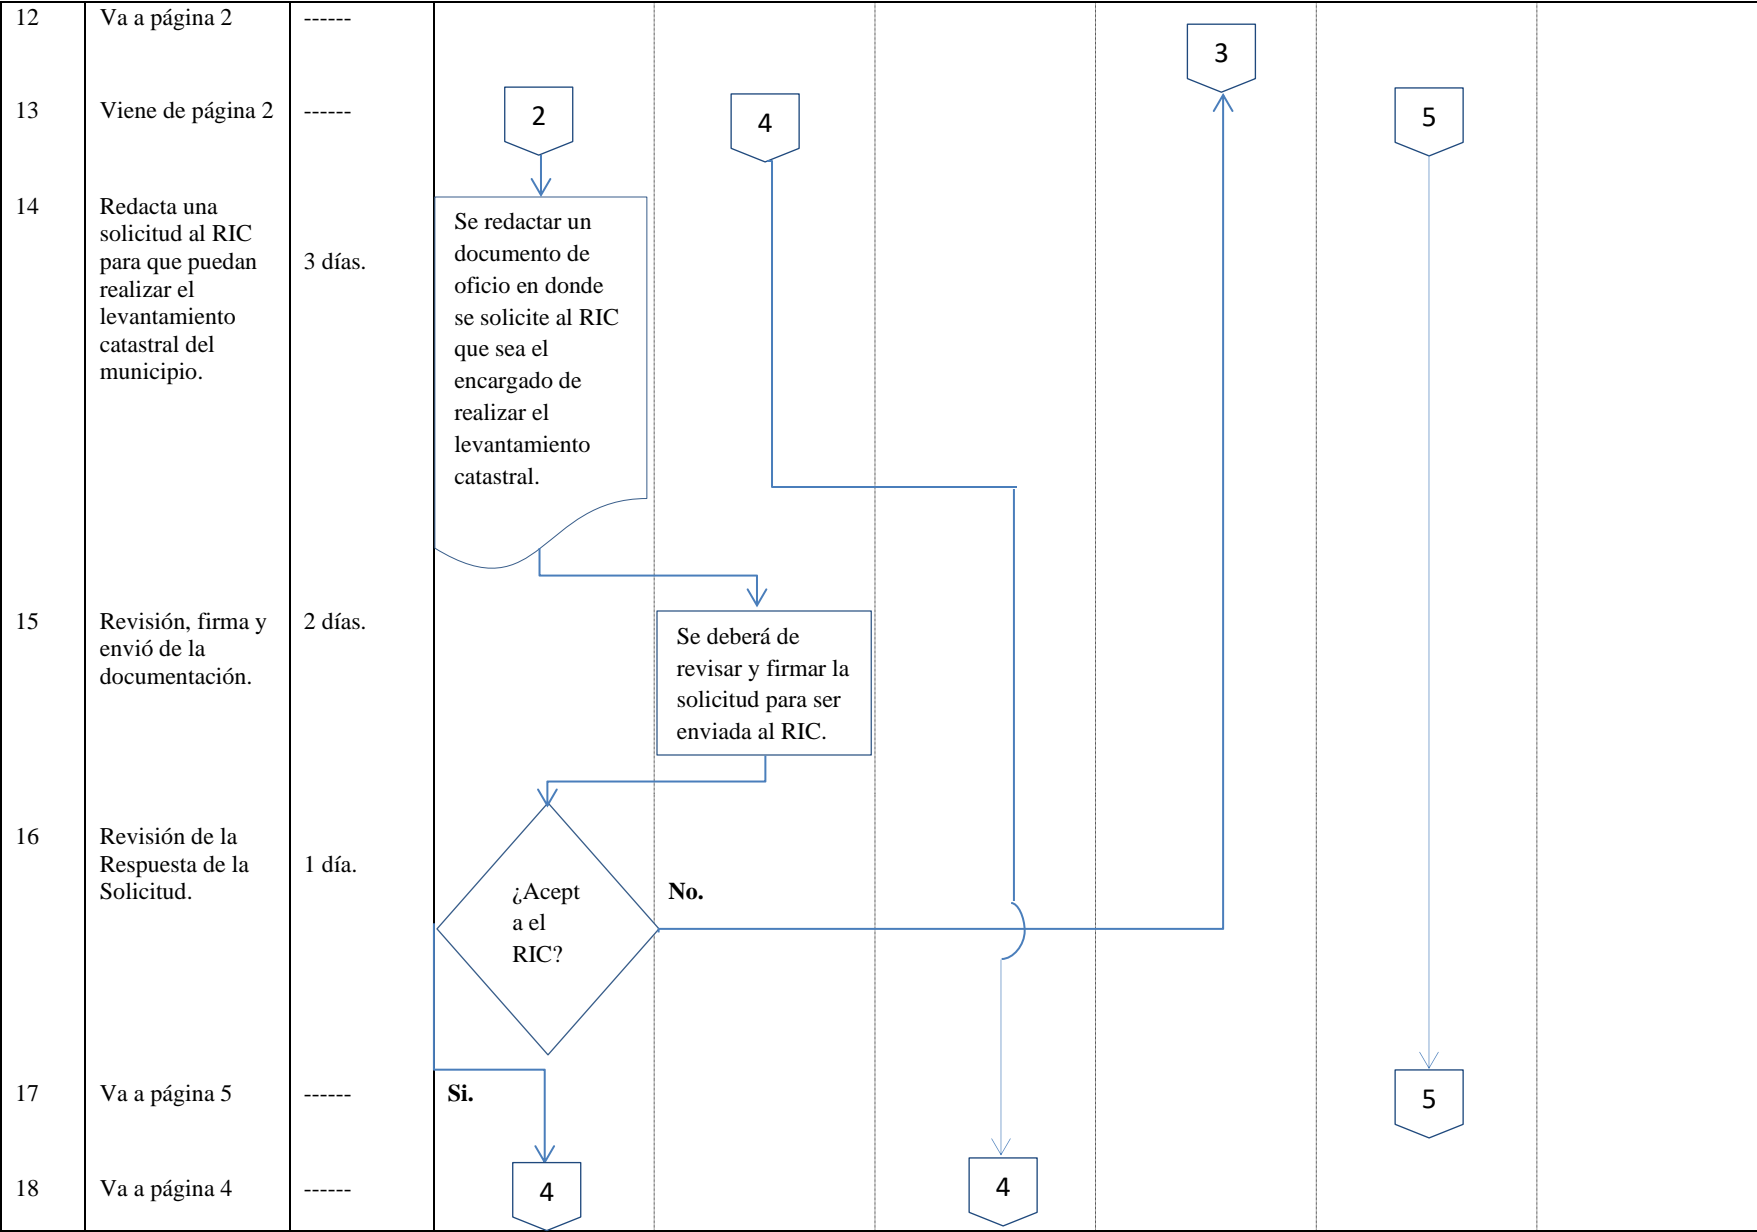 12
Va a página 2
------
3
13
Viene de página 2
------
2
4
5
14
Redacta una
solicitud al RIC
para que puedan
realizar el
levantamiento
catastral del
municipio.
3 días.
Se redactar un
documento de
oficio en donde
se solicite al RIC
que sea el
encargado de
realizar el
levantamiento
catastral.
15
Revisión, firma y
envió de la
documentación.
2 días.
Se deberá de
revisar y firmar la
solicitud para ser
enviada al RIC.
16
Revisión de la
Respuesta de la
Solicitud.
1 día.
¿Acept
a el
RIC?
No.
17
Va a página 5
------
Si.
5
18
Va a página 4
------
4
4